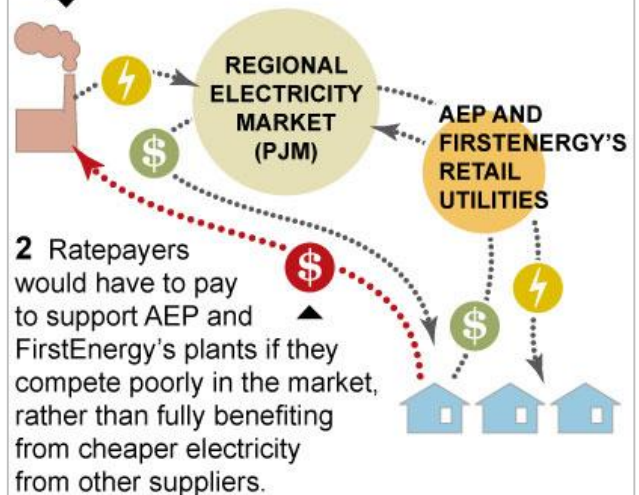 REGIONAL
ELECTRICITY
MARKET
(PJM)
AEP AND
FIRSTENERGY'S
RETAIL
UTILITIES
$
$
$
2 Ratepayers
would have to pay
to support AEP and
FirstEnergy's plants if they
compete poorly in the market,
rather than fully benefiting
from cheaper electricity
from other suppliers.